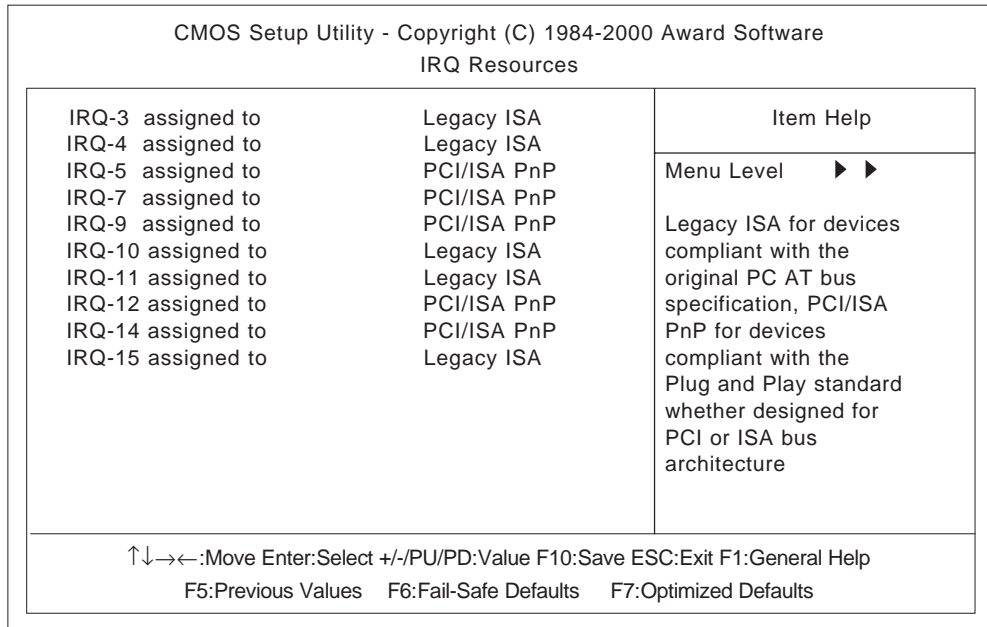 CMOS Setup Utility - Copyright (C) 1984-2000 Award Software
IRQ Resources
IRQ-3 assigned to Legacy ISA
IRQ-4 assigned to Legacy ISA
IRQ-5 assigned to PCI/ISA PnP
IRQ-7 assigned to PCI/ISA PnP
IRQ-9 assigned to PCI/ISA PnP
IRQ-10 assigned to Legacy ISA
IRQ-11 assigned to Legacy ISA
IRQ-12 assigned to PCI/ISA PnP
IRQ-14 assigned to PCI/ISA PnP
IRQ-15 assigned to Legacy ISA
Item Help
Menu Level ▶ ▶
Legacy ISA for devices
compliant with the
original PC AT bus
specification, PCI/ISA
PnP for devices
compliant with the
Plug and Play standard
whether designed for
PCI or ISA bus
architecture
↑↓→←:Move Enter:Select +/-/PU/PD:Value F10:Save ESC:Exit F1:General Help
F5:Previous Values F6:Fail-Safe Defaults F7:Optimized Defaults